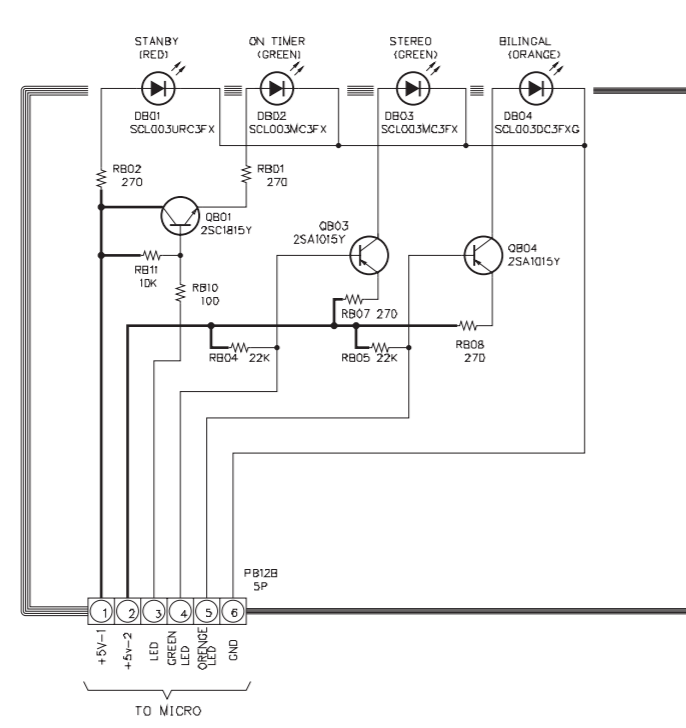 STANBY
(RED)
ON TIMER
(GREEN)
STEREO
(GREEN)
BILINGAL
(ORANGE)
DB01
SCL003URC3FX
DB02
SCL003MC3FX
DB03
SCL003MC3FX
DB04
SCL003DC3FXG
RB02
270
RB01
270
QB01
2SC1815Y
QB03
2SA1015Y
QB04
2SA1015Y
RB11
10K
RB10
100
RB07 270
RB04 22K
RB05 22K
RB08
270
PB12B
5P
1 2 3 4 5 6
+5V-1
+5v-2
LED
GREEN
LED
ORENGE
LED
GND
TO MICRO